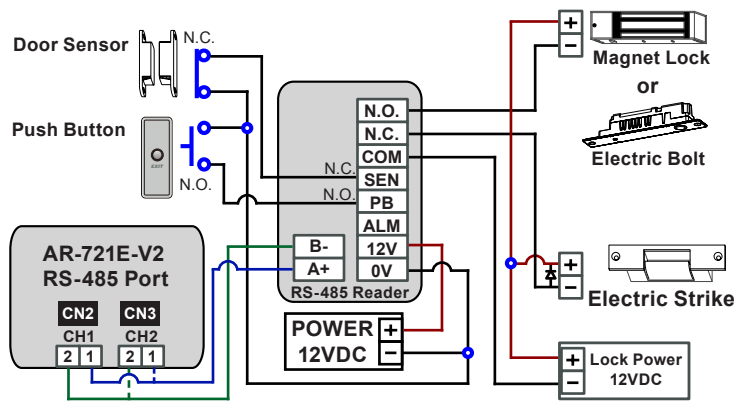 Door Sensor
N.C.
Push Button
EXIT
N.O.
N.C.
N.O.
N.O.
N.C.
COM
SEN
PB
ALM
12V
0V
B-
A+
RS-485 Reader
AR-721E-V2
RS-485 Port
CN2 CN3
CH1 CH2
2 1 2 1
POWER +
12VDC −
+
−
Magnet Lock
or
Electric Bolt
+
−
Electric Strike
+ Lock Power
− 12VDC